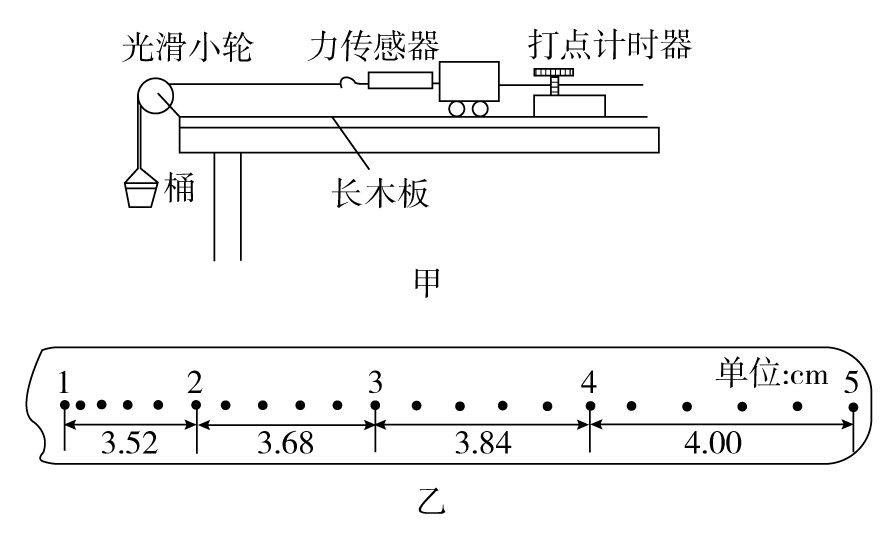 光滑小轮 力传感器 打点计时器
桶
长木板
甲
1 2 3 4 单位:cm 5
3.52 3.68 3.84 4.00
乙